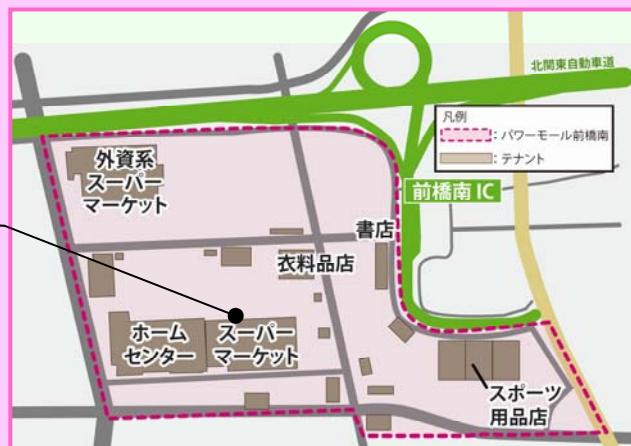 北関東自動車道
凡例
：パワーモール前橋南
：テナント
外資系
スーパー
マーケット
前橋南 IC
書店
衣料品店
ホーム
センター
スーパー
マーケット
スポーツ
用品店